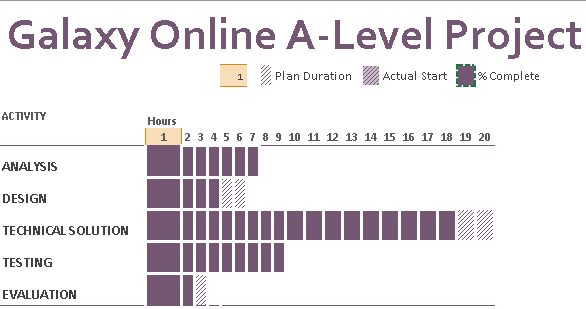 Galaxy Online A-Level Project
1 Plan Duration Actual Start % Complete
ACTIVITY
Hours
1 2 3 4 5 6 7 8 9 10 11 12 13 14 15 16 17 18 19 20
ANALYSIS
DESIGN
TECHNICAL SOLUTION
TESTING
EVALUATION